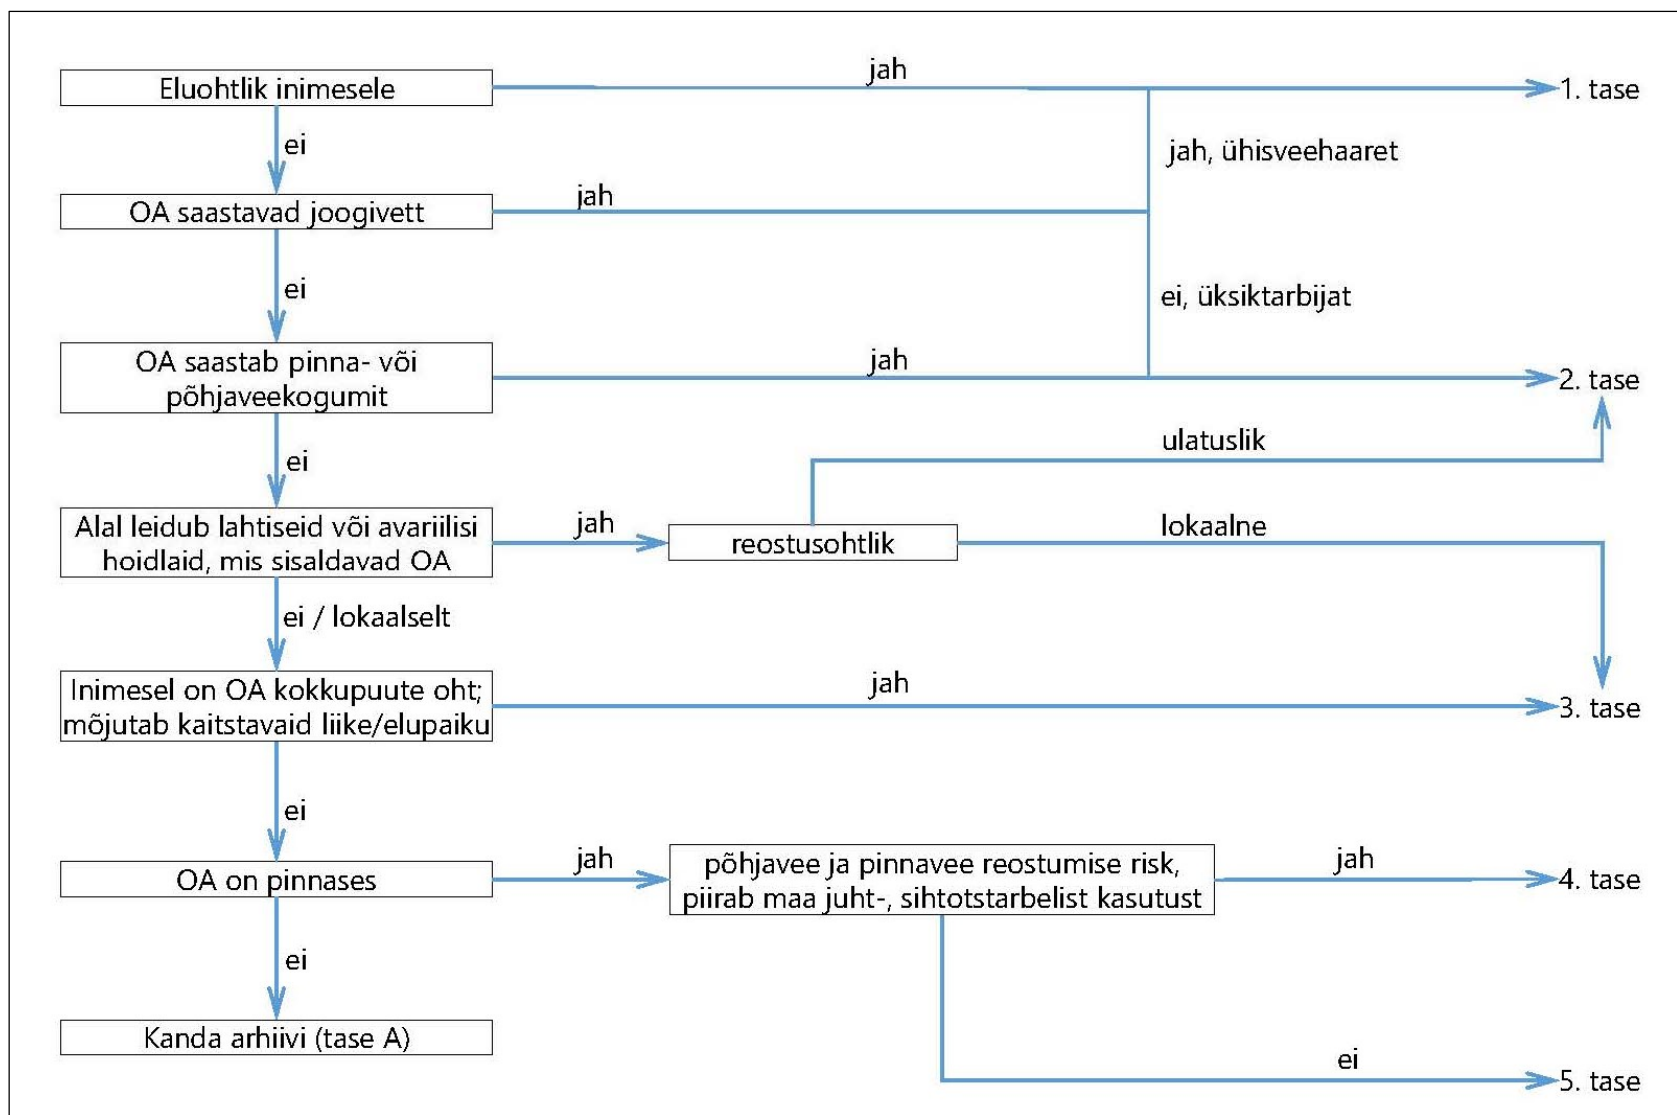 Eluohtlik inimesele
jah
1. tase
ei
jah, ühisveehaaret
OA saastavad joogivett
jah
ei
ei, üksiktarbijat
OA saastab pinna- või
põhjaveekogumit
jah
2. tase
ei
ulatuslik
Alal leidub lahtiseid või avariilisi
hoidlaid, mis sisaldavad OA
jah
reostusohtlik
lokaalne
ei / lokaalselt
Inimesel on OA kokkupuute oht;
mõjutab kaitstavaid liike/elupaiku
jah
3. tase
ei
OA on pinnases
jah
põhjavee ja pinnavee reostumise risk,
piirab maa juht-, sihtotstarbelist kasutust
jah
4. tase
ei
Kanda arhiivi (tase A)
ei
5. tase